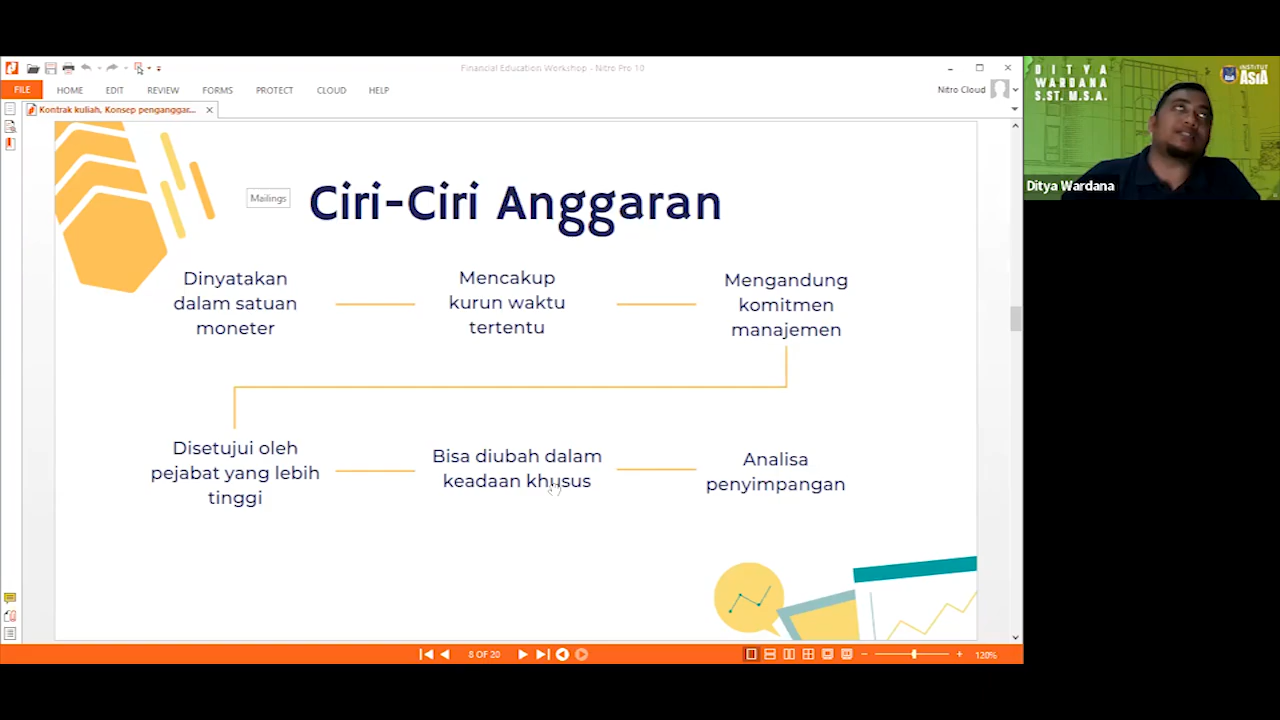 Financial Education Workshop - Nitro Pro 10
FILE HOME EDIT REVIEW FORMS PROTECT CLOUD HELP
Nitro Cloud
Kontrak kuliah, Konsep penganggar...
Mailings
Ciri-Ciri Anggaran
Dinyatakan
dalam satuan
moneter
Mencakup
kurun waktu
tertentu
Mengandung
komitmen
manajemen
Disetujui oleh
pejabat yang lebih
tinggi
Bisa diubah dalam
keadaan khusus
Analisa
penyimpangan
8 OF 20
120%
DITYA
WARDANA
S.ST. M.S.A.
INSTITUT
ASIA
Ditya Wardana